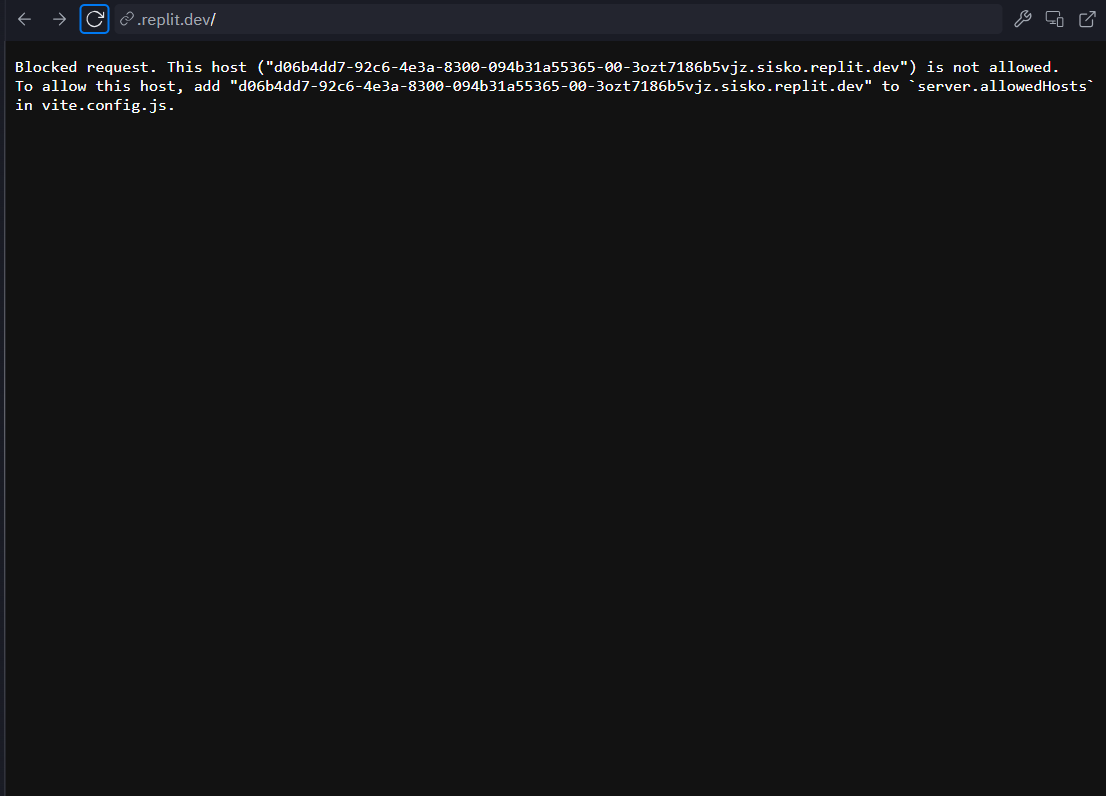 .replit.dev/
Blocked request. This host ("d06b4dd7-92c6-4e3a-8300-094b31a55365-00-3ozt7186b5vjz.sisko.replit.dev") is not allowed.
To allow this host, add "d06b4dd7-92c6-4e3a-8300-094b31a55365-00-3ozt7186b5vjz.sisko.replit.dev" to `server.allowedHosts`
in vite.config.js.